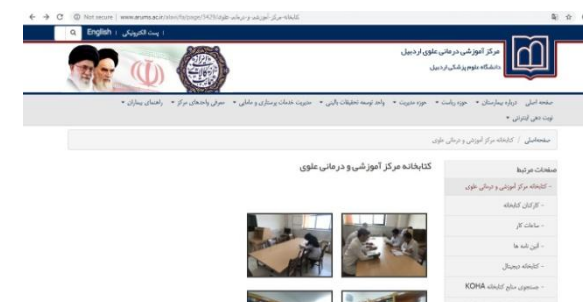 Not secure | www.arums.ac.ir/
پست الکترونیکی | English
مرکز آموزشی درمانی علوی اردبیل
دانشگاه علوم پزشکی اردبیل
صفحه اصلی درباره بیمارستان حوزه ریاست حوزه مدیریت واحد توسعه تحقیقات بالینی مدیریت خدمات پرستاری و مامایی معرفی واحدهای مرکز راهنمای بیماران
نوبت دهی اینترنتی
صفحه‌اصلی / کتابخانه مرکز آموزشی و درمانی علوی
صفحات مرتبط
- کتابخانه مرکز آموزشی و درمانی علوی
- کارکنان کتابخانه
- ساعات کار
- آیین نامه ها
- کتابخانه دیجیتال
- جستجوی منابع کتابخانه KOHA
کتابخانه مرکز آموزشی و درمانی علوی